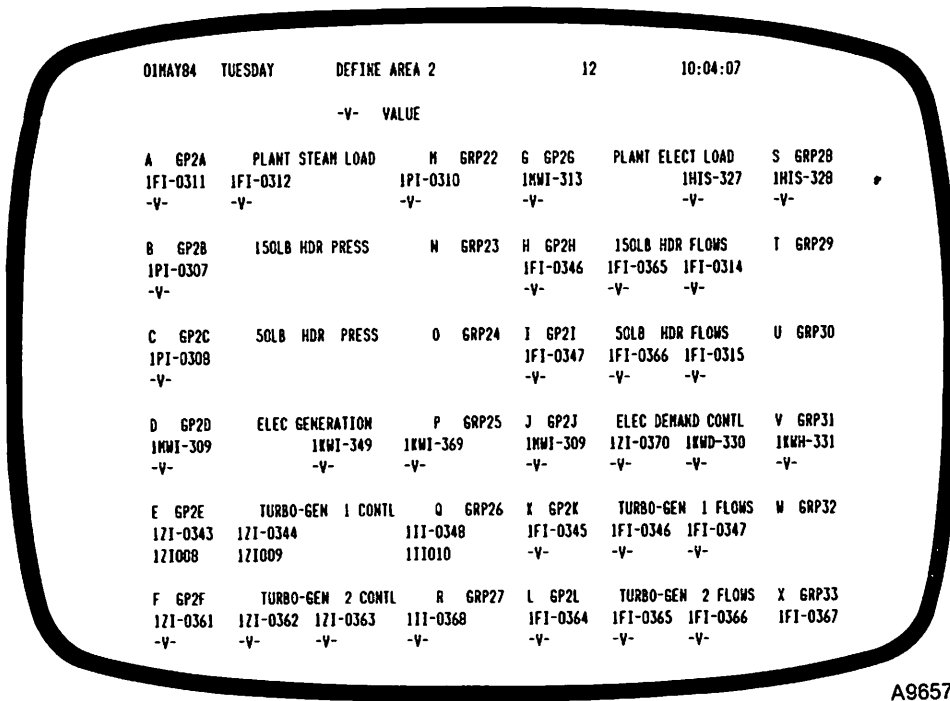 01MAY84 TUESDAY DEFINE AREA 2 12 10:04:07
-V- VALUE
A GP2A PLANT STEAM LOAD M GRP22 G GP2G PLANT ELECT LOAD S GRP28
1FI-0311 1FI-0312 1PI-0310 1MWI-313 1HIS-327 1HIS-328
-V- -V- -V- -V- -V- -V-
B GP2B 150LB HDR PRESS N GRP23 H GP2H 150LB HDR FLOWS T GRP29
1PI-0307 1FI-0346 1FI-0365 1FI-0314
-V- -V- -V- -V-
C GP2C 50LB HDR PRESS O GRP24 I GP2I 50LB HDR FLOWS U GRP30
1PI-0308 1FI-0347 1FI-0366 1FI-0315
-V- -V- -V- -V-
D GP2D ELEC GENERATION P GRP25 J GP2J ELEC DEMAND CONTL V GRP31
1MWI-309 1KWI-349 1KWI-369 1MWI-309 1ZI-0370 1KWD-330 1KWH-331
-V- -V- -V- -V- -V- -V- -V-
E GP2E TURBO-GEN 1 CONTL Q GRP26 K GP2K TURBO-GEN 1 FLOWS W GRP32
1ZI-0343 1ZI-0344 1II-0348 1FI-0345 1FI-0346 1FI-0347
1ZI008 1ZI009 1II010 -V- -V- -V-
F GP2F TURBO-GEN 2 CONTL R GRP27 L GP2L TURBO-GEN 2 FLOWS X GRP33
1ZI-0361 1ZI-0362 1ZI-0363 1II-0368 1FI-0364 1FI-0365 1FI-0366 1FI-0367
-V- -V- -V- -V- -V- -V- -V-
A9657